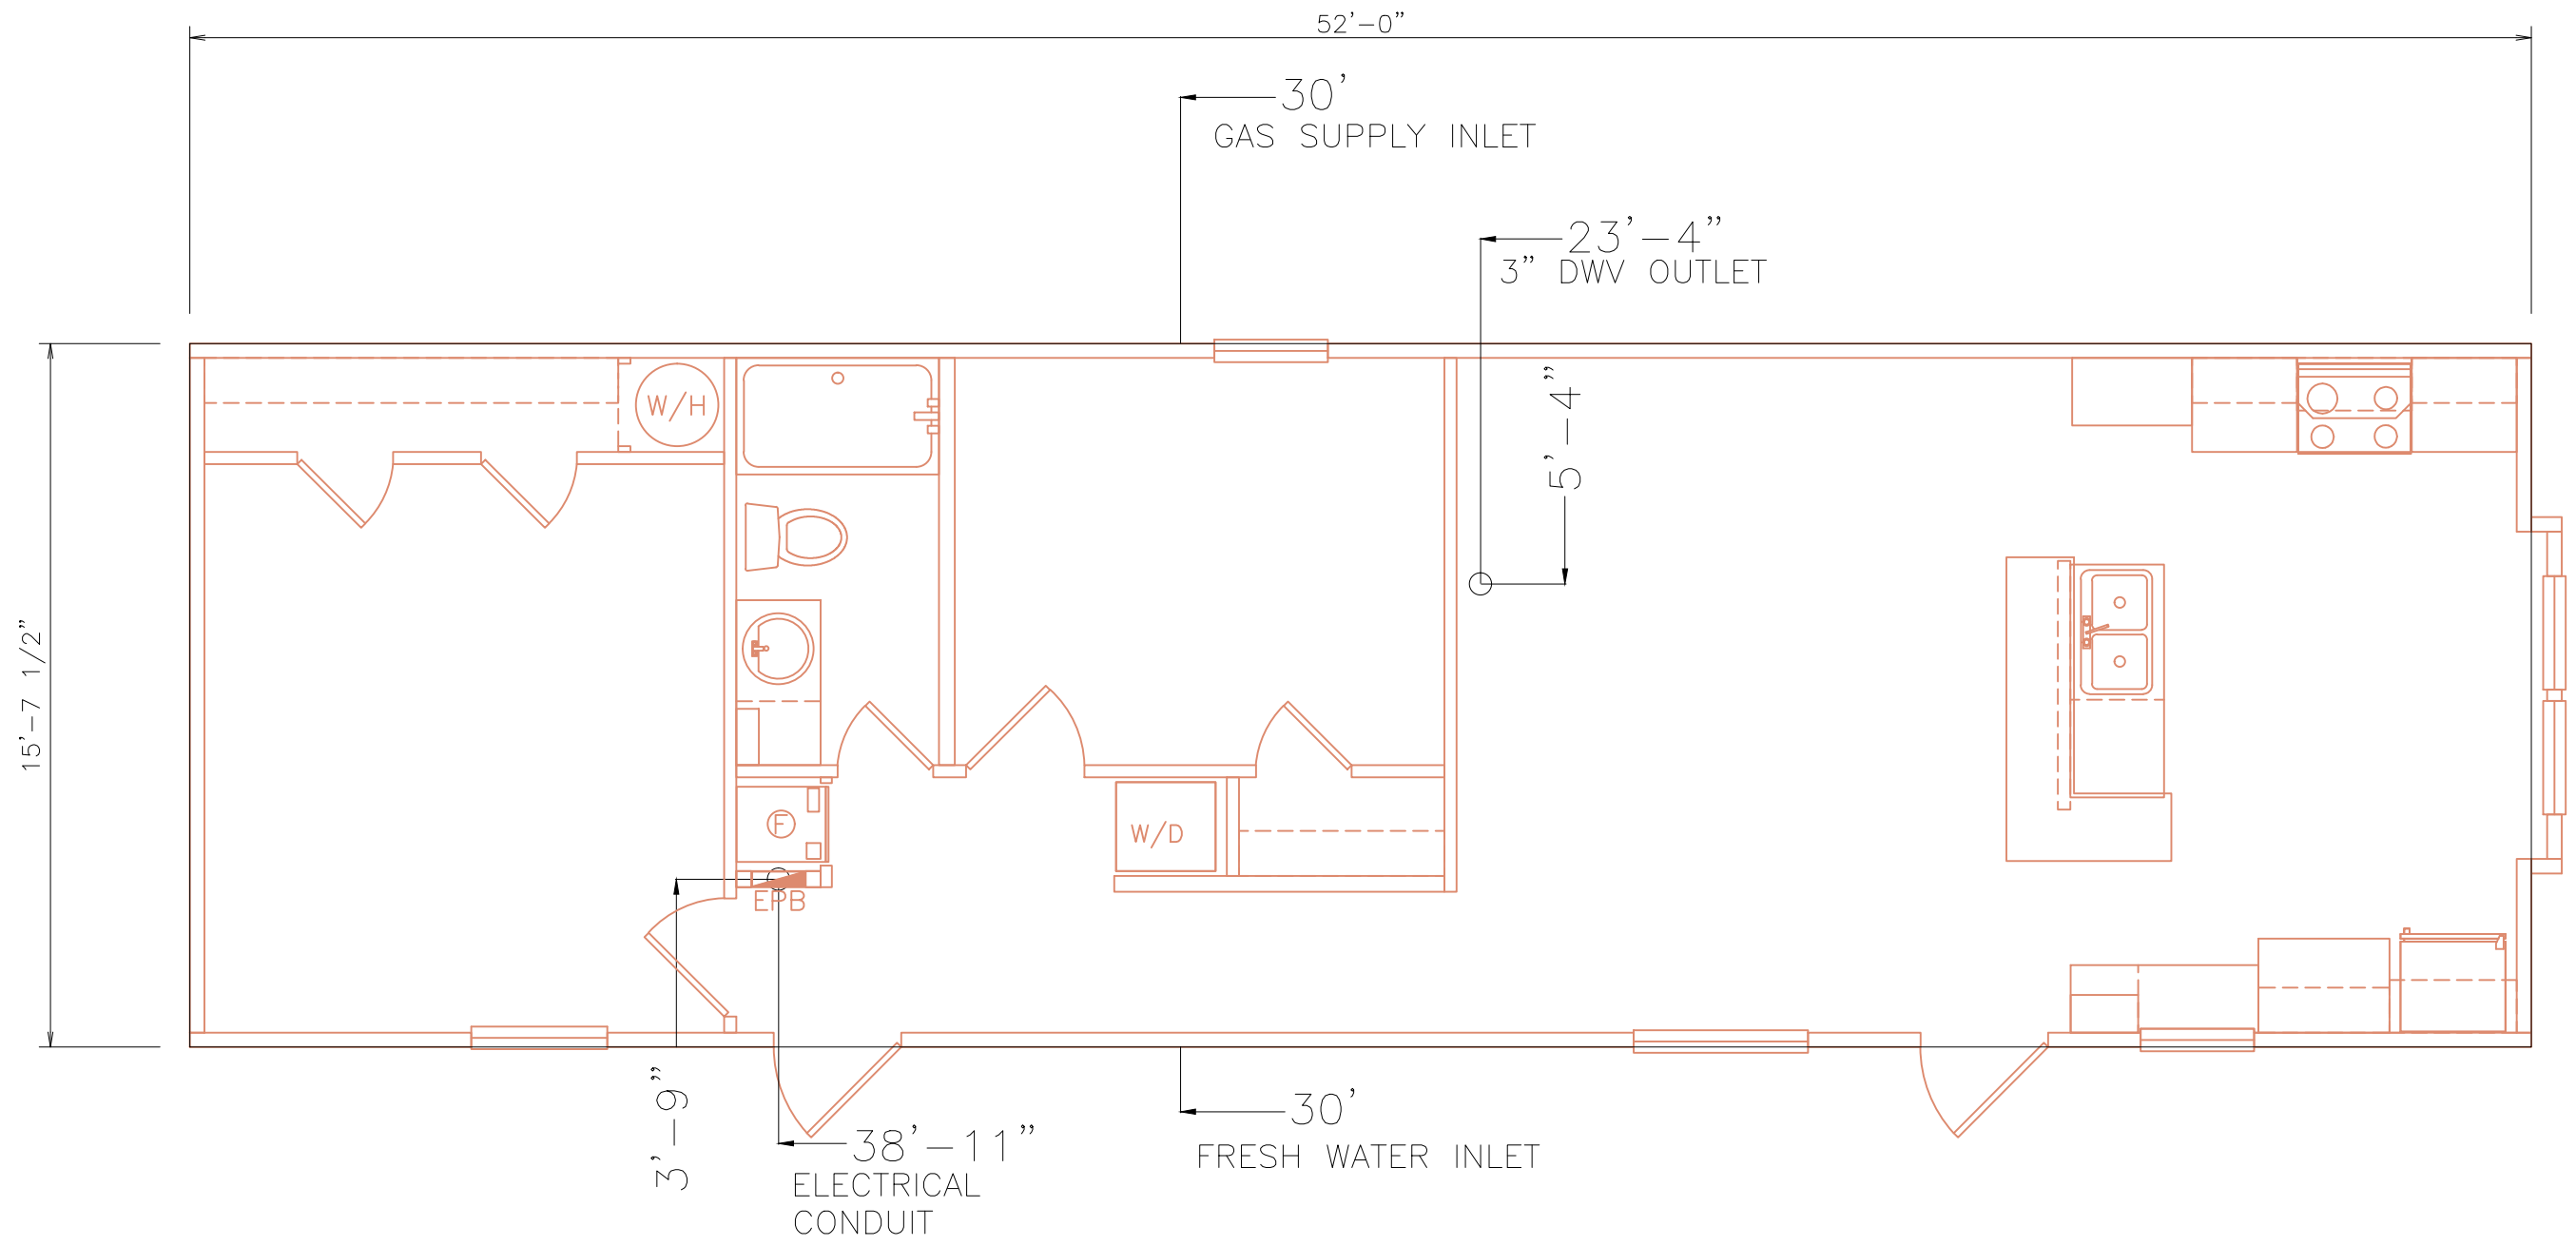 52'-0"
30'
GAS SUPPLY INLET
23'-4"
3" DWV OUTLET
5'-4"
W/H
15'-7 1/2"
F
W/D
EPB
3'-9"
38'-11"
ELECTRICAL
CONDUIT
30'
FRESH WATER INLET